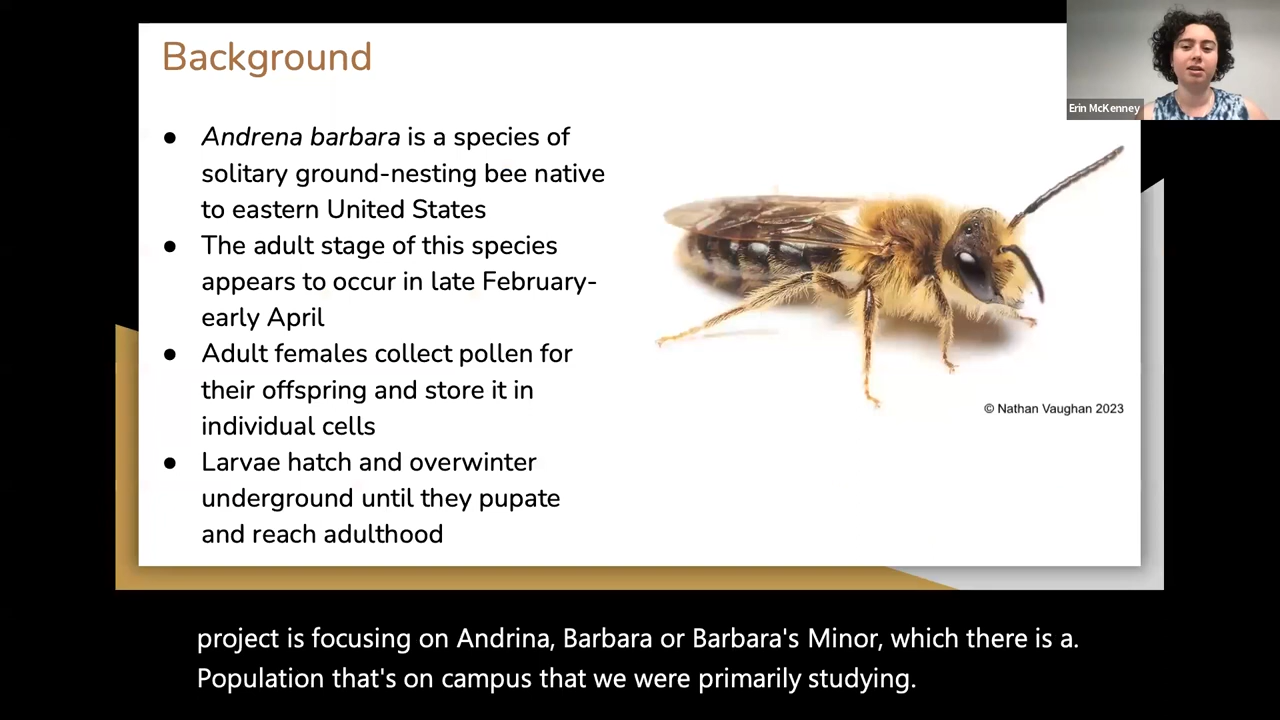 Background
Erin McKenney
● Andrena barbara is a species of
solitary ground-nesting bee native
to eastern United States
● The adult stage of this species
appears to occur in late February-
early April
● Adult females collect pollen for
their offspring and store it in
individual cells
● Larvae hatch and overwinter
underground until they pupate
and reach adulthood
© Nathan Vaughan 2023
project is focusing on Andrina, Barbara or Barbara's Minor, which there is a.
Population that's on campus that we were primarily studying.